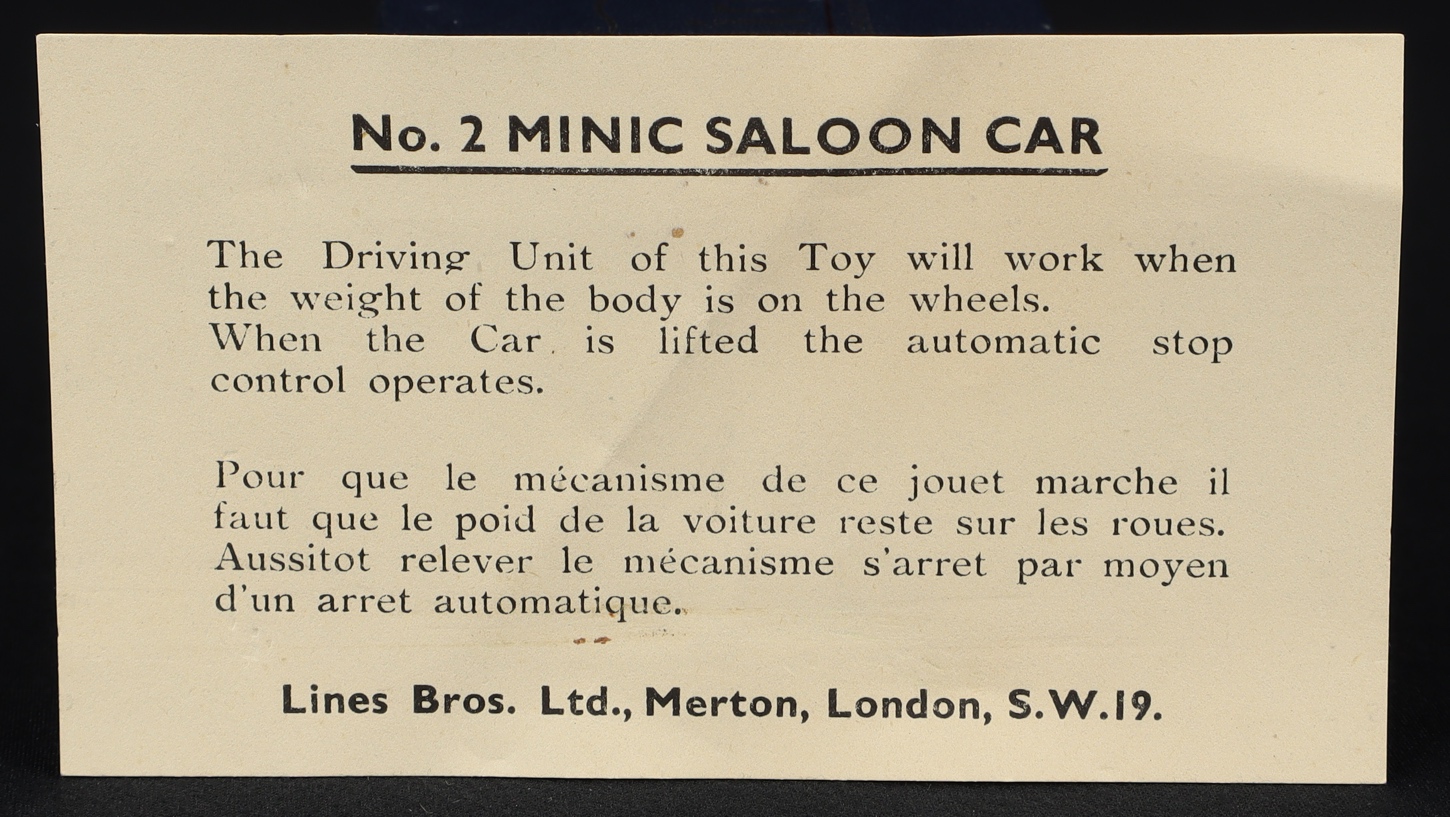 No. 2 MINIC SALOON CAR
The Driving Unit of this Toy will work when
the weight of the body is on the wheels.
When the Car is lifted the automatic stop
control operates.
Pour que le mécanisme de ce jouet marche il
faut que le poid de la voiture reste sur les roues.
Aussitot relever le mécanisme s'arret par moyen
d'un arret automatique.
Lines Bros. Ltd., Merton, London, S.W.19.